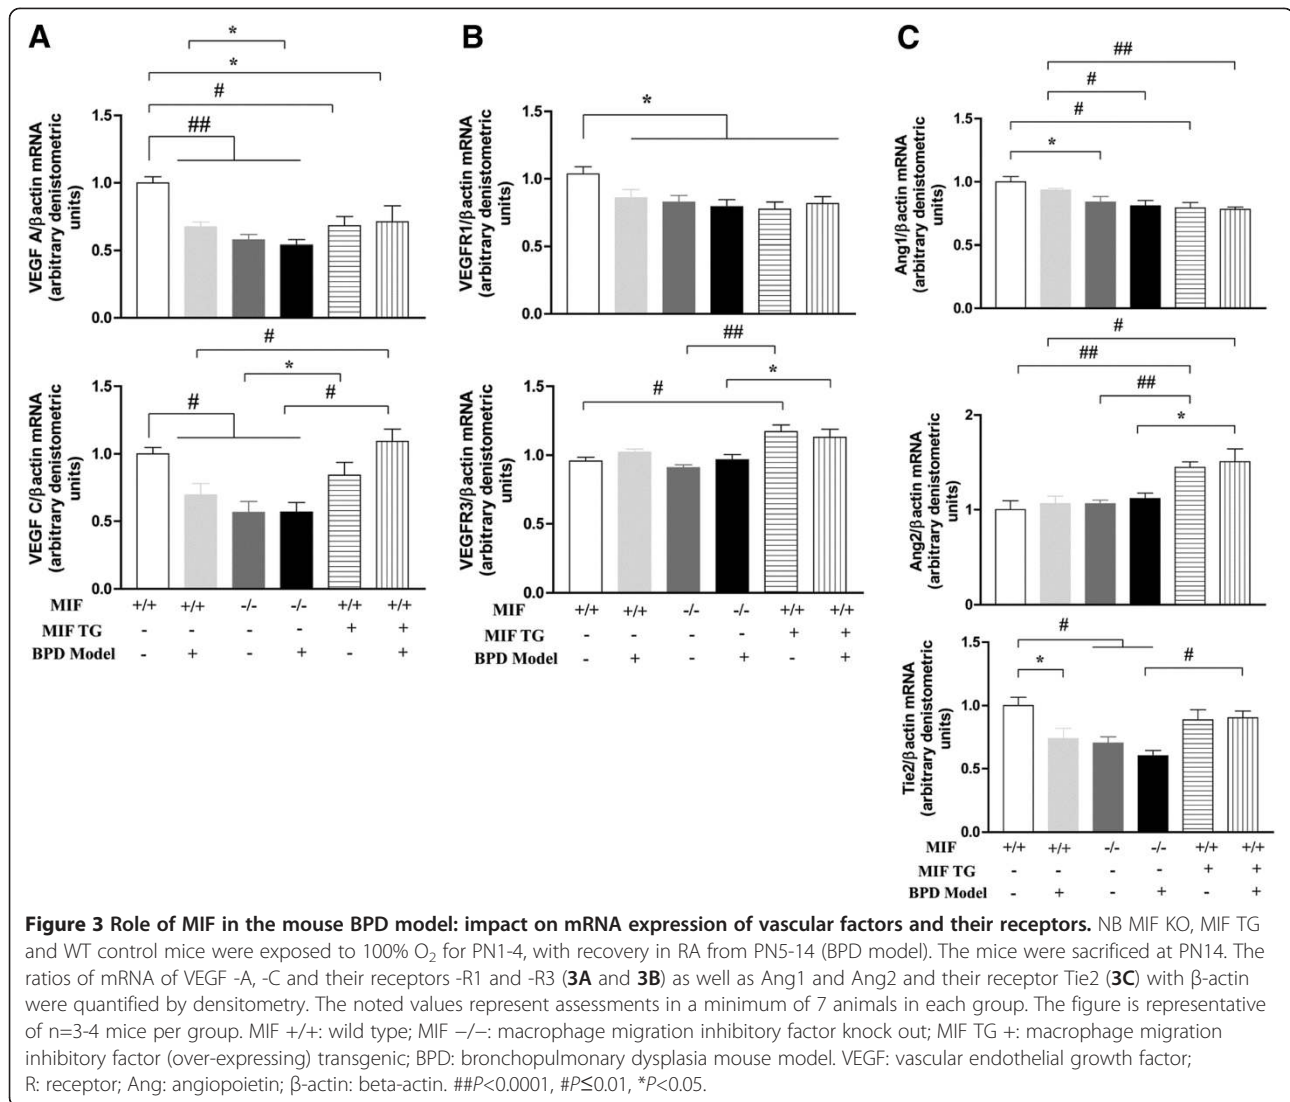 A
*
*
#
##
VEGF A/βactin mRNA
(arbitrary denistometric
units)
1.5
1.0
0.5
0.0
#
*
#
#
VEGF C/βactin mRNA
(arbitrary denistometric
units)
1.5
1.0
0.5
0.0
MIF +/+ +/+ -/- -/- +/+ +/+
MIF TG - - - - + +
BPD Model - + - + - +
B
*
VEGFR1/βactin mRNA
(arbitrary denistometric
units)
1.5
1.0
0.5
0.0
##
*
#
VEGFR3/βactin mRNA
(arbitrary denistometric
units)
1.5
1.0
0.5
0.0
MIF +/+ +/+ -/- -/- +/+ +/+
MIF TG - - - - + +
BPD Model - + - + - +
C
##
#
#
*
Ang1/βactin mRNA
(arbitrary denistometric
units)
1.5
1.0
0.5
0.0
#
##
##
*
Ang2/βactin mRNA
(arbitrary denistometric
units)
2
1
0
#
*
#
Tie2/βactin mRNA
(arbitrary denistometric
units)
1.5
1.0
0.5
0.0
MIF +/+ +/+ -/- -/- +/+ +/+
MIF TG - - - - + +
BPD Model - + - + - +
Figure 3 Role of MIF in the mouse BPD model: impact on mRNA expression of vascular factors and their receptors. NB MIF KO, MIF TG
and WT control mice were exposed to 100% O₂ for PN1-4, with recovery in RA from PN5-14 (BPD model). The mice were sacrificed at PN14. The
ratios of mRNA of VEGF -A, -C and their receptors -R1 and -R3 (3A and 3B) as well as Ang1 and Ang2 and their receptor Tie2 (3C) with β-actin
were quantified by densitometry. The noted values represent assessments in a minimum of 7 animals in each group. The figure is representative
of n=3-4 mice per group. MIF +/+: wild type; MIF −/−: macrophage migration inhibitory factor knock out; MIF TG +: macrophage migration
inhibitory factor (over-expressing) transgenic; BPD: bronchopulmonary dysplasia mouse model. VEGF: vascular endothelial growth factor;
R: receptor; Ang: angiopoietin; β-actin: beta-actin. ##P<0.0001, #P≤0.01, *P<0.05.